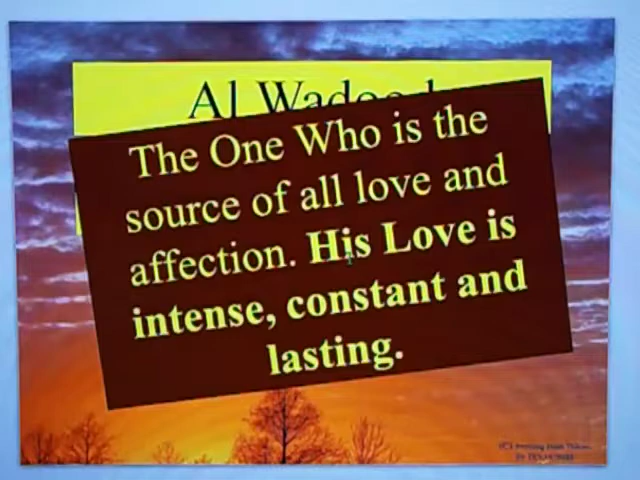 Al Wadood
The One Who is the
source of all love and
affection. His Love is
intense, constant and
lasting.